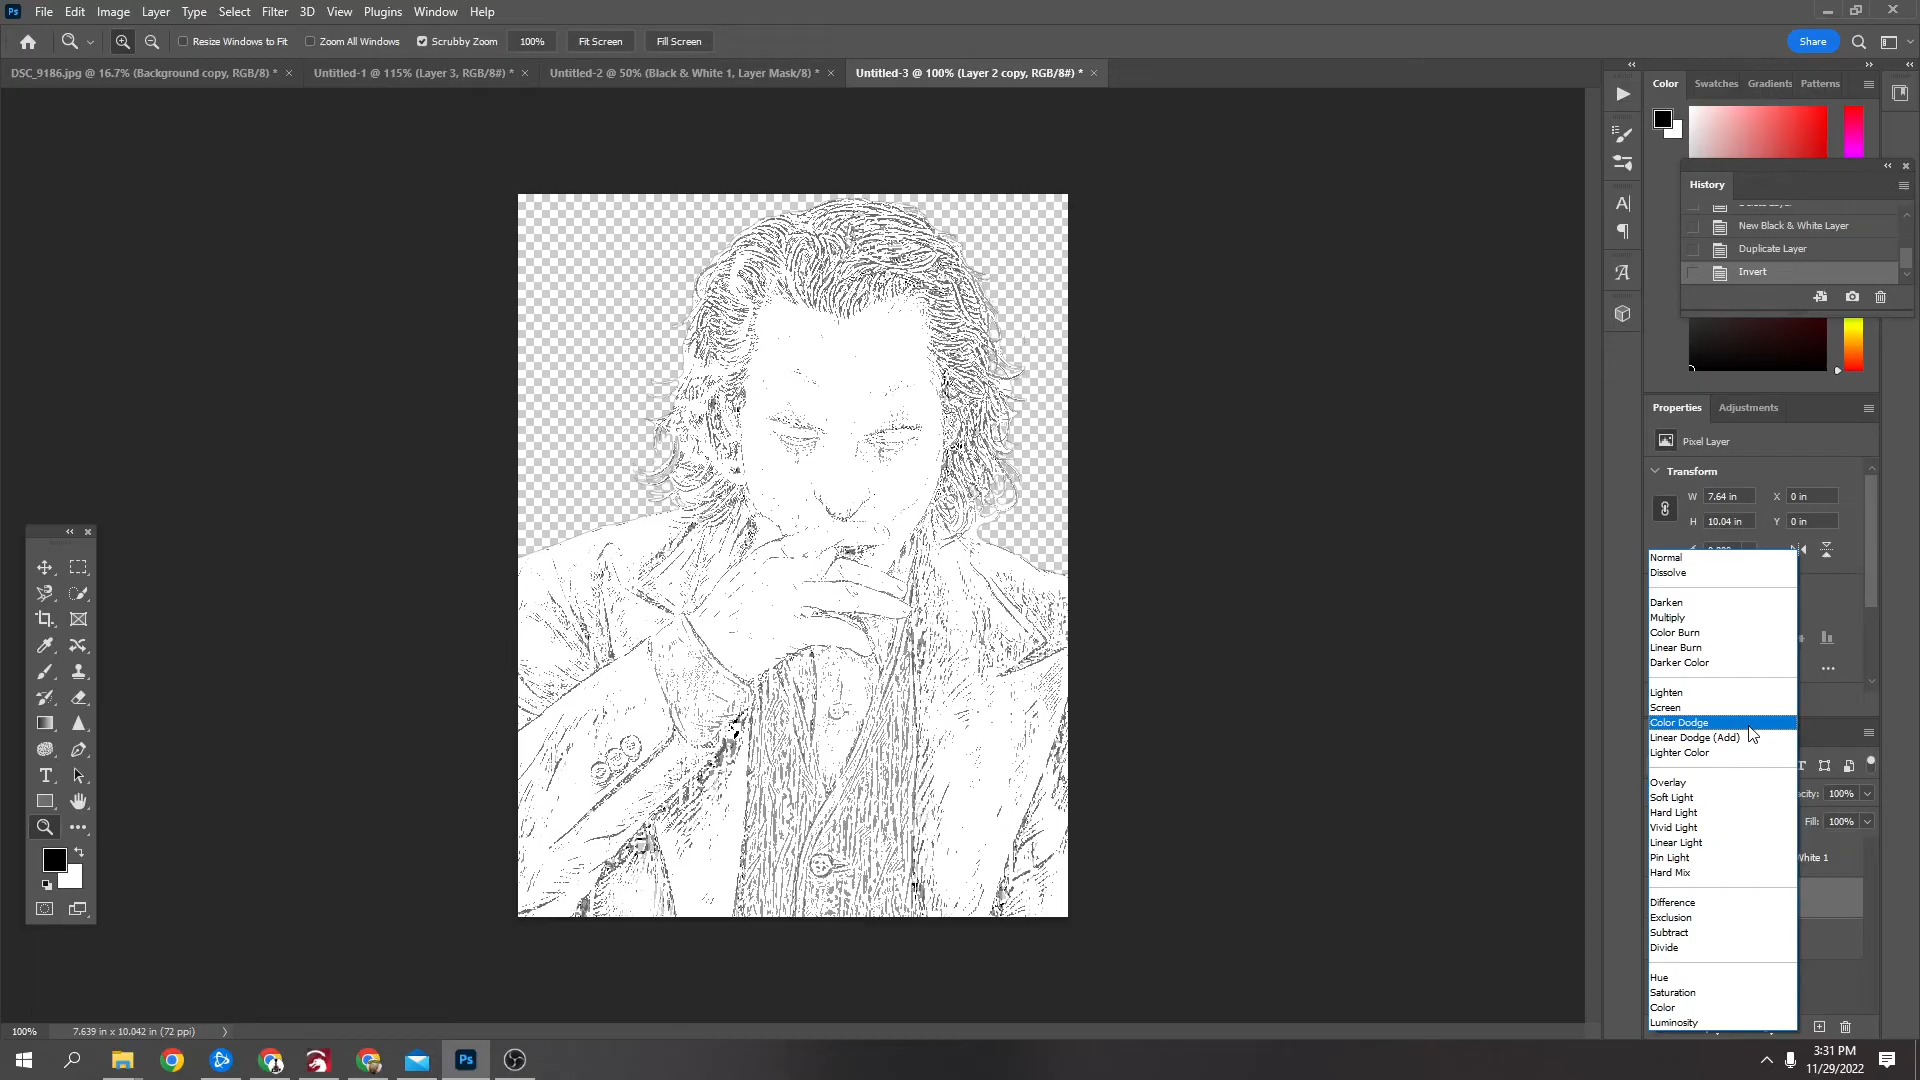 Ps File Edit Image Layer Type Select Filter 3D View Plugins Window Help
Resize Windows to Fit Zoom All Windows Scrubby Zoom 100% Fit Screen Fill Screen Share
DSC_9186.jpg @ 16.7% (Background copy, RGB/8) * Untitled-1 @ 115% (Layer 3, RGB/8#) * Untitled-2 @ 50% (Black & White 1, Layer Mask/8) * Untitled-3 @ 100% (Layer 2 copy, RGB/8#) *
Color Swatches Gradients Patterns
History
New Black & White Layer
Duplicate Layer
Invert
Properties Adjustments
Pixel Layer
Transform
W 7.64 in X 0 in
H 10.04 in Y 0 in
Normal
Dissolve
Darken
Multiply
Color Burn
Linear Burn
Darker Color
Lighten
Screen
Color Dodge
Linear Dodge (Add)
Lighter Color
Overlay
Soft Light
Hard Light
Vivid Light
Linear Light
Pin Light
Hard Mix
Difference
Exclusion
Subtract
Divide
Hue
Saturation
Color
Luminosity
acity: 100%
Fill: 100%
White 1
100% 7.639 in x 10.042 in (72 ppi)
Ps
3:31 PM
11/29/2022